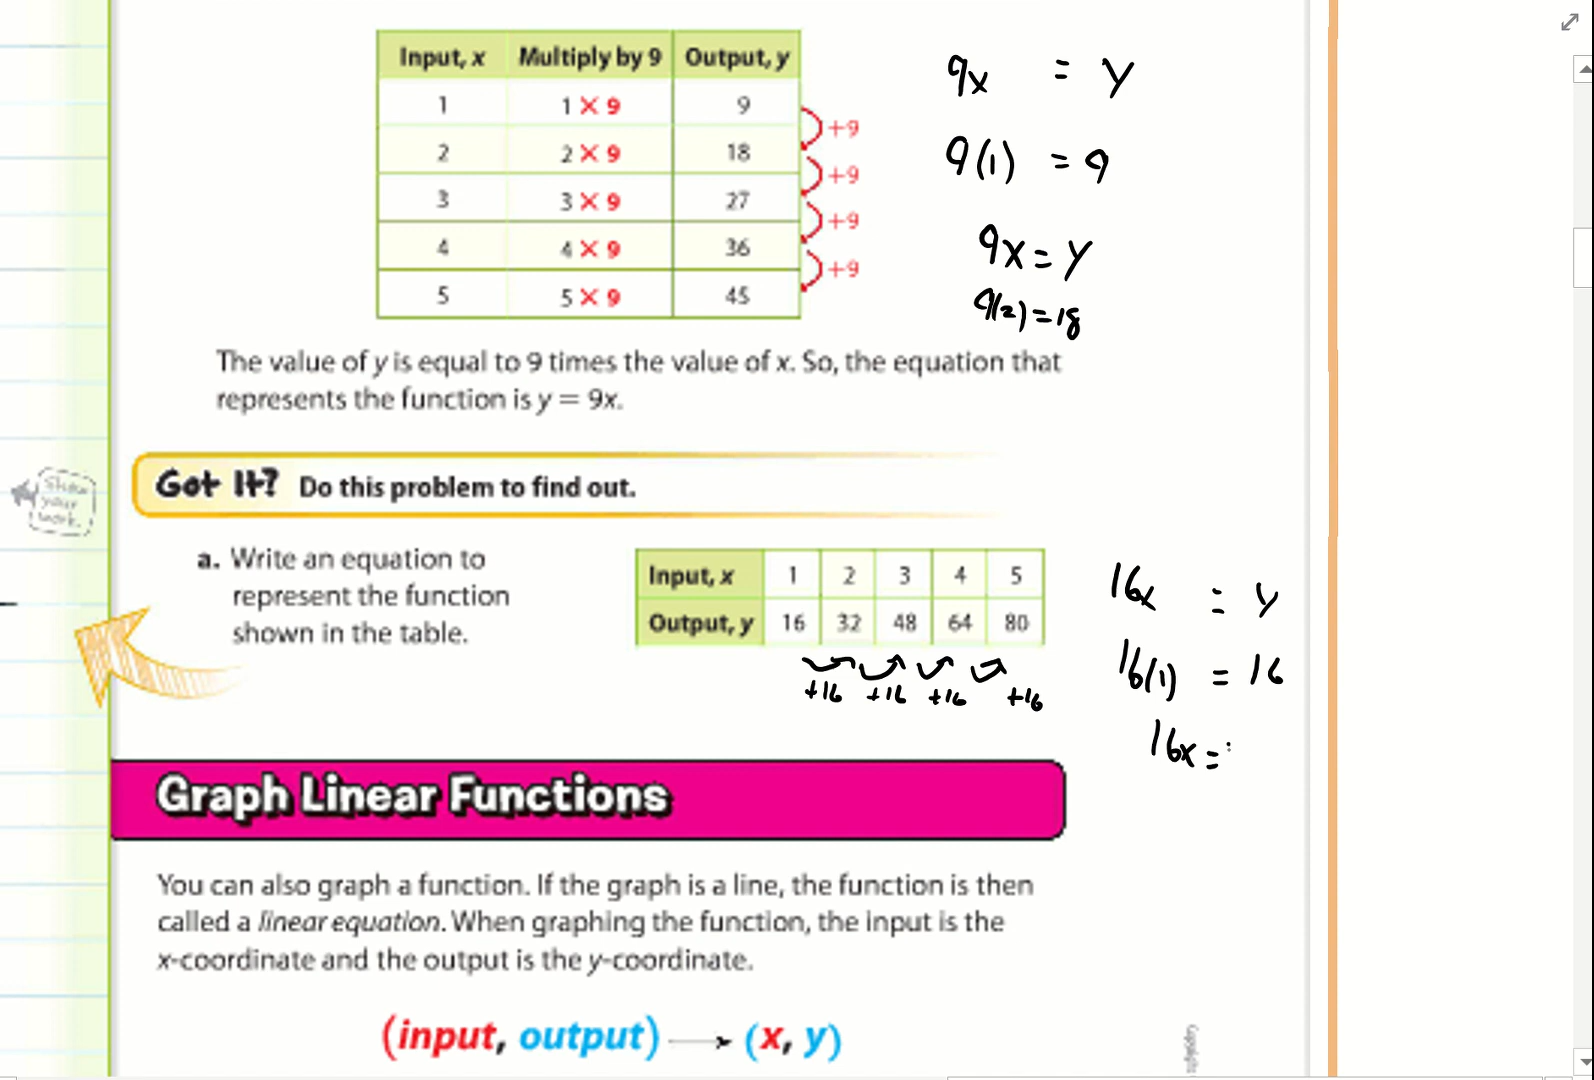 Input, x Multiply by 9 Output, y
1 1 × 9 9
+9
2 2 × 9 18
+9
3 3 × 9 27
+9
4 4 × 9 36
+9
5 5 × 9 45
9x = y
9(1) = 9
9x = y
9(2) = 18
The value of y is equal to 9 times the value of x. So, the equation that
represents the function is y = 9x.
Show
your
work.
Got It? Do this problem to find out.
a. Write an equation to
represent the function
shown in the table.
Input, x 1 2 3 4 5
Output, y 16 32 48 64 80
+16 +16 +16 +16
16x = y
16(1) = 16
16x =
Graph Linear Functions
You can also graph a function. If the graph is a line, the function is then
called a linear equation. When graphing the function, the input is the
x-coordinate and the output is the y-coordinate.
(input, output) → (x, y)